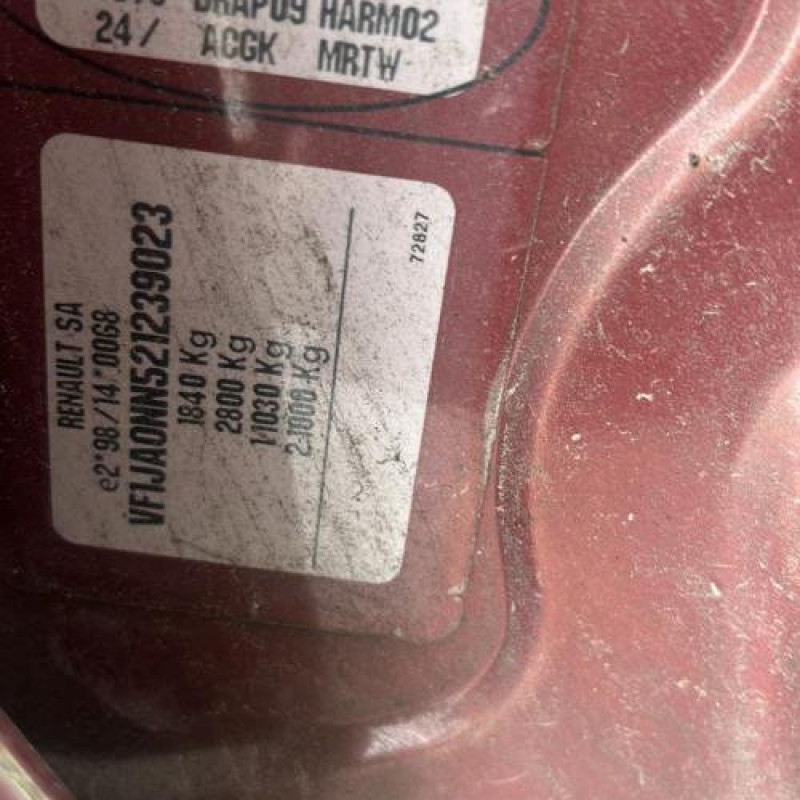 DRAP09 HARM02
24/ ACGK MRTW
RENAULT SA
e2*98/14*0068
VF1JA0NN521239023
1840 Kg
2800 Kg
1-1030 Kg
2-1000 Kg
72827